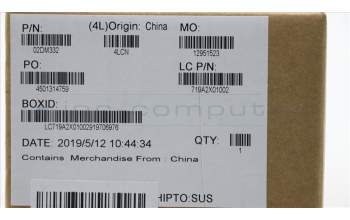 P/N: (4L)Origin: China MO:
02DM332 4LCN 12951523
PO: LC P/N:
4501314759 719A2X01002
BOXID:
LC719A2X01002919706976
DATE: 2019/5/12 10:44:34 QTY:
1
Contains Merchandise From : China
HIPTO:SUS